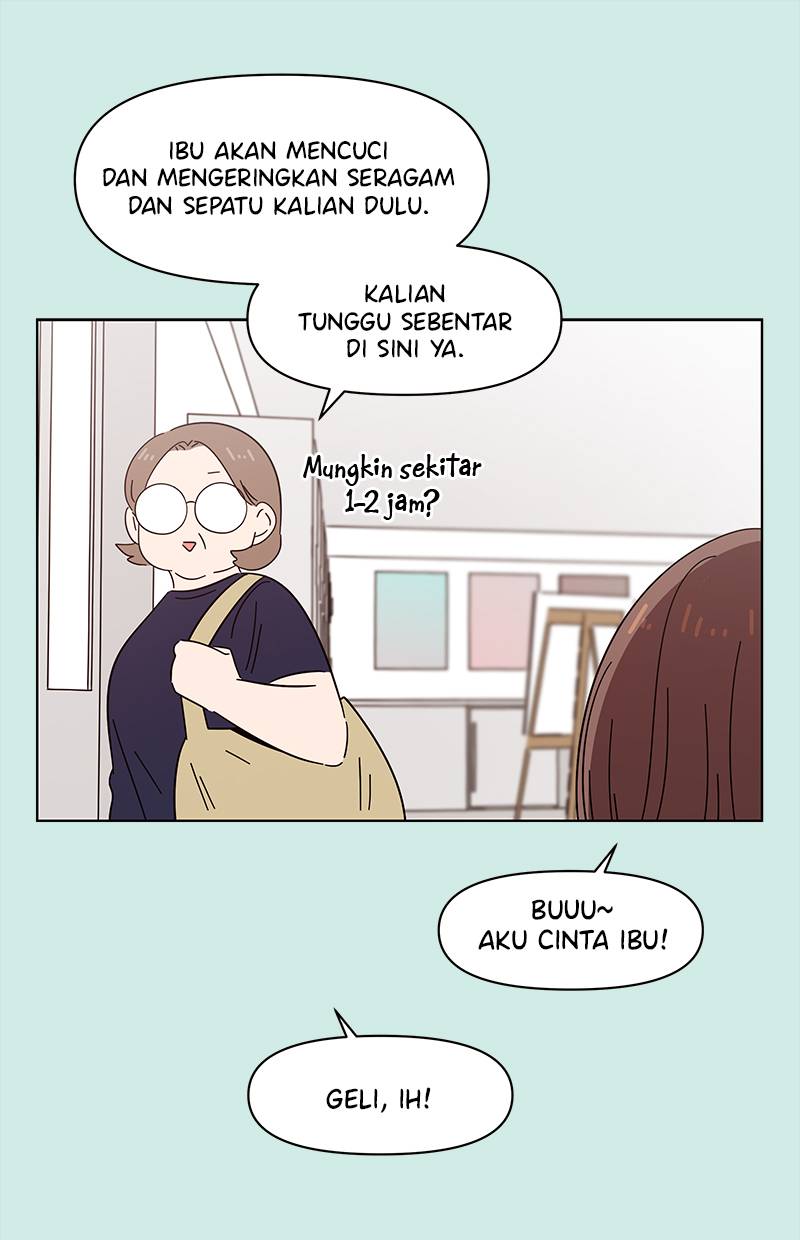 IBU AKAN MENCUCI
DAN MENGERINGKAN SERAGAM
DAN SEPATU KALIAN DULU.
KALIAN
TUNGGU SEBENTAR
DI SINI YA.
Mungkin sekitar
1-2 jam?
BUUU~
AKU CINTA IBU!
GELI, IH!